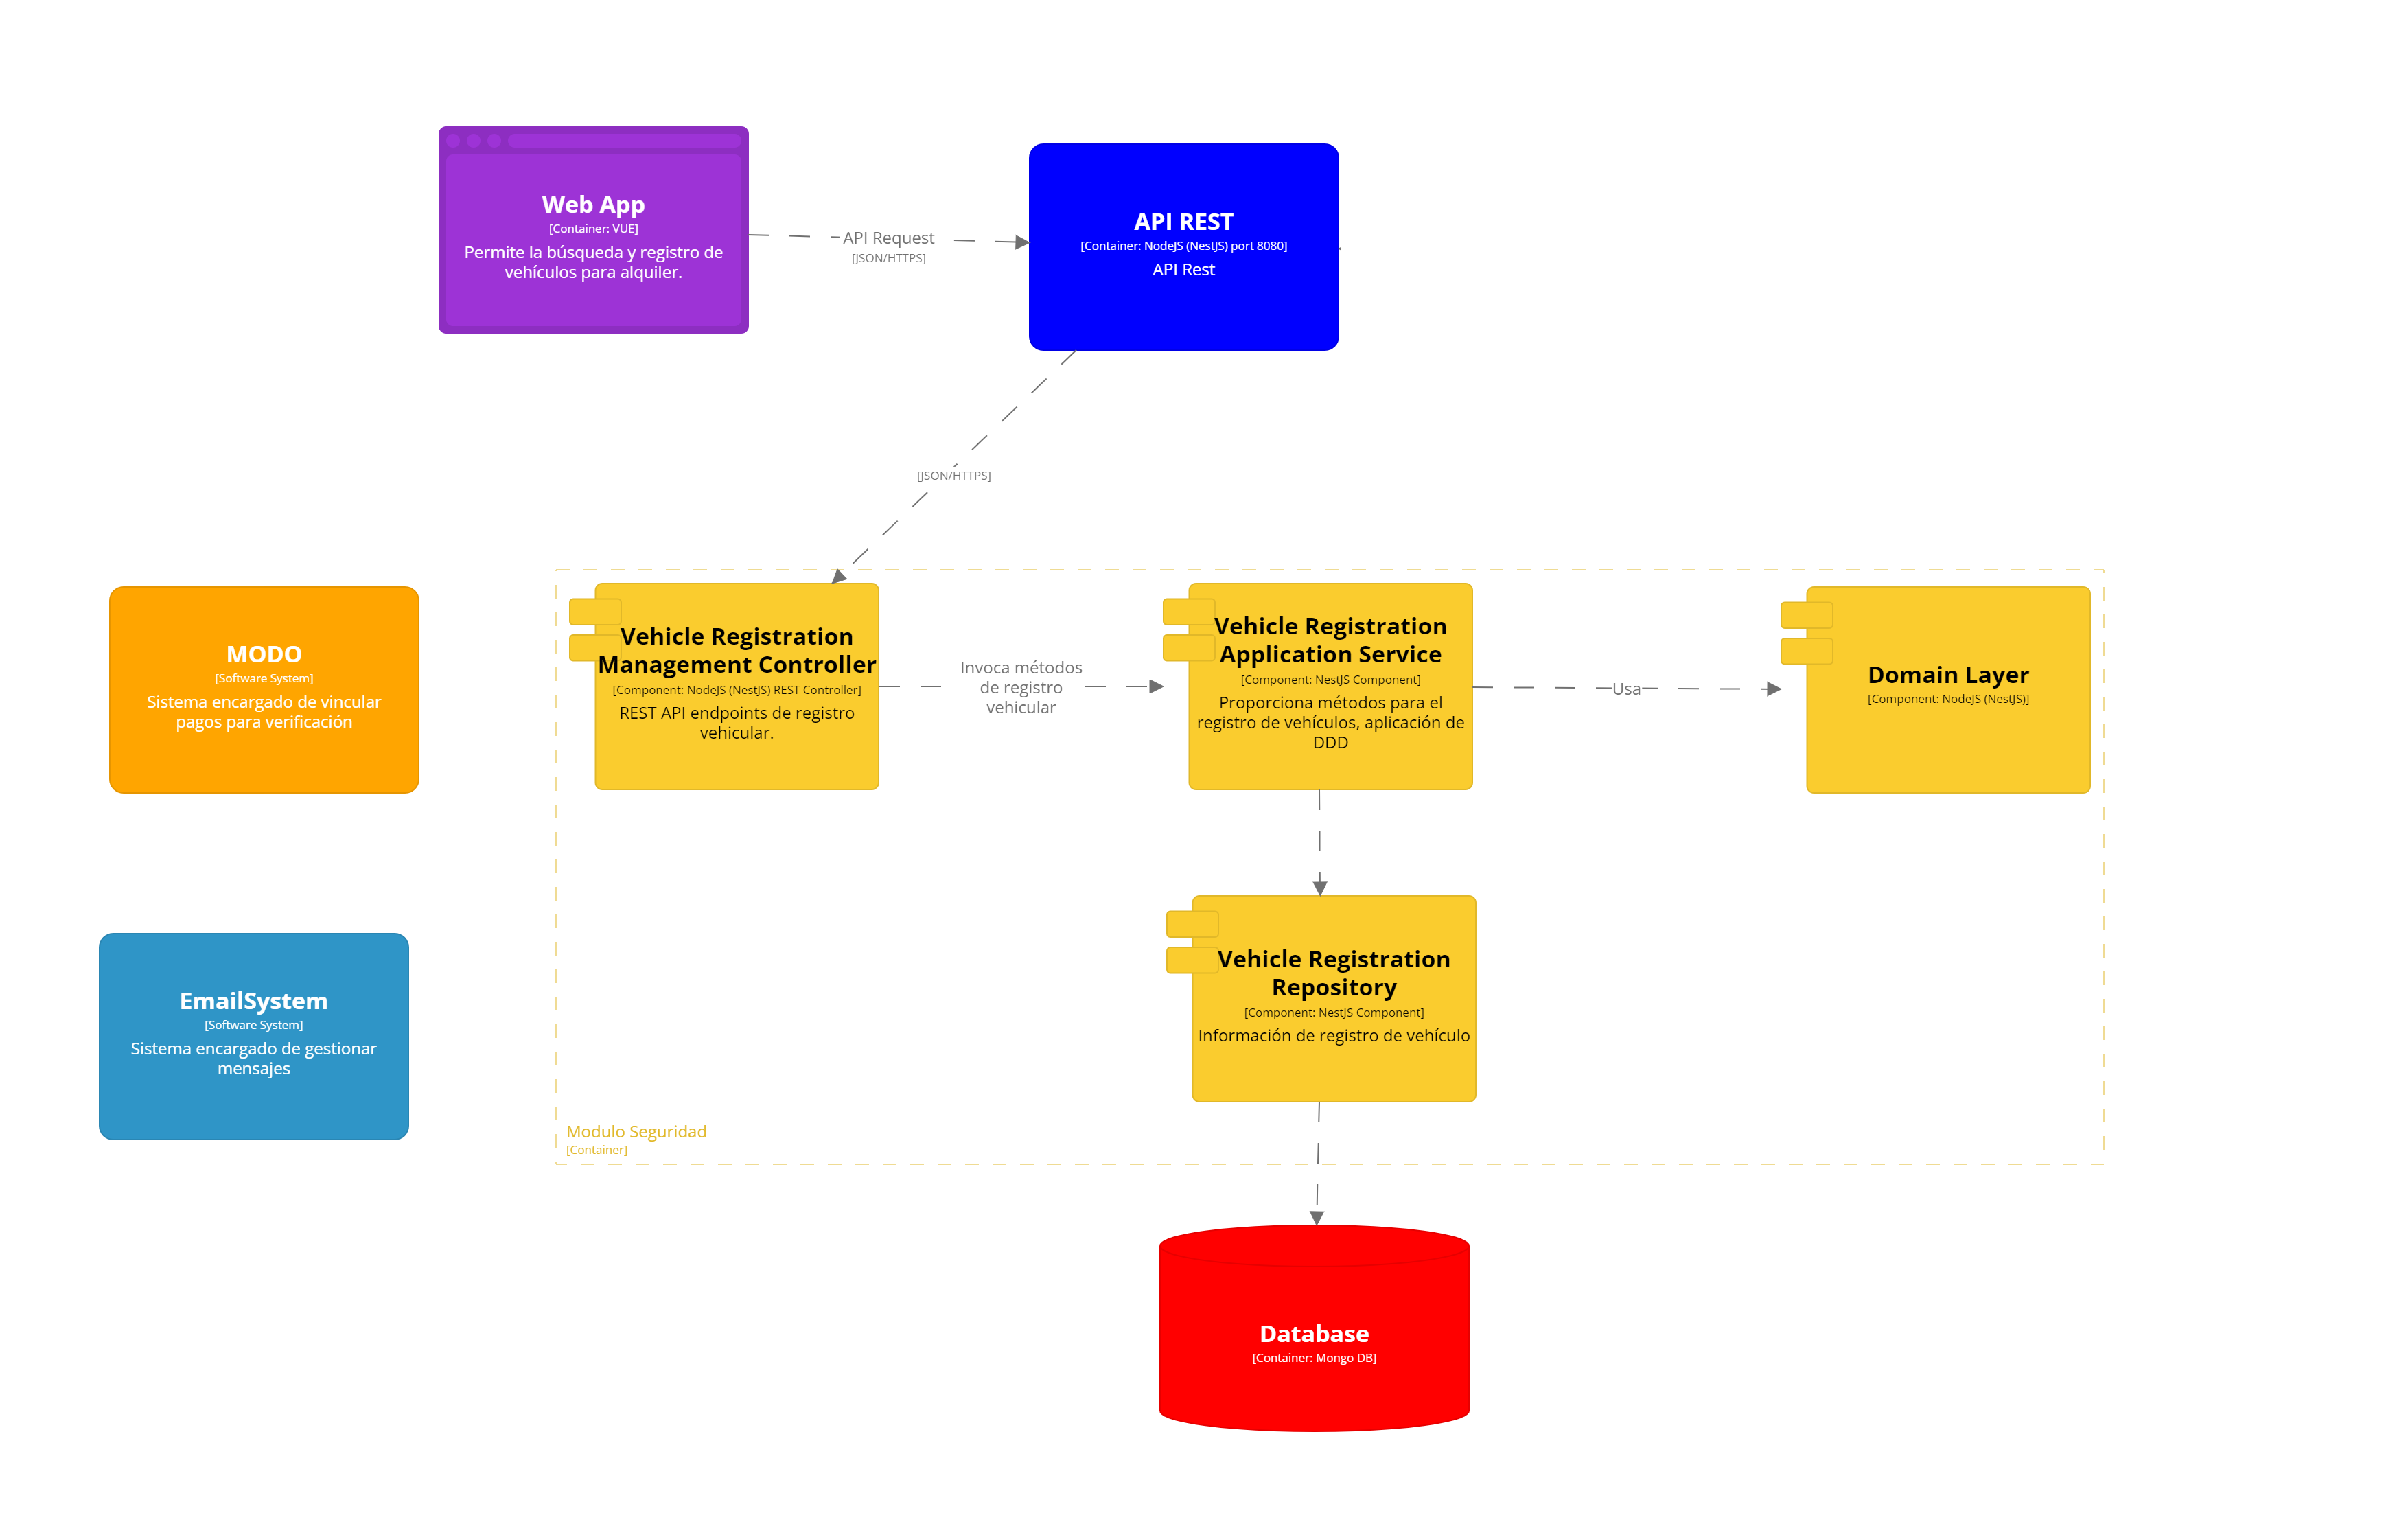 Web App
[Container: VUE]
Permite la búsqueda y registro de
vehículos para alquiler.
API Request
[JSON/HTTPS]
API REST
[Container: NodeJS (NestJS) port 8080]
API Rest
[JSON/HTTPS]
MODO
[Software System]
Sistema encargado de vincular
pagos para verificación
Vehicle Registration
Management Controller
[Component: NodeJS (NestJS) REST Controller]
REST API endpoints de registro
vehicular.
Invoca métodos
de registro
vehicular
Vehicle Registration
Application Service
[Component: NestJS Component]
Proporciona métodos para el
registro de vehículos, aplicación de
DDD
Usa
Domain Layer
[Component: NodeJS (NestJS)]
EmailSystem
[Software System]
Sistema encargado de gestionar
mensajes
Vehicle Registration
Repository
[Component: NestJS Component]
Información de registro de vehículo
Modulo Seguridad
[Container]
Database
[Container: Mongo DB]